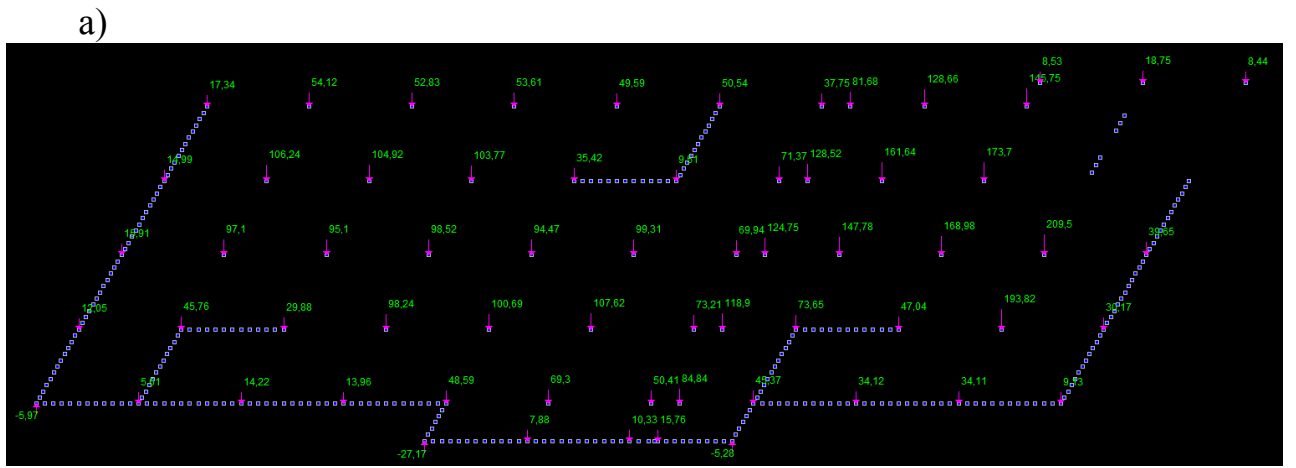 a)
8,53 18,75 8,44
17,34 54,12 52,83 53,61 49,59 50,54 37,75 81,68 128,66
106,24 104,92 103,77 35,42 71,37 128,52 161,64 173,7
97,1 95,1 98,52 94,47 99,31 69,94 124,75 147,78 168,98 209,5
45,76 29,88 98,24 100,69 107,62 73,21 118,9 73,65 47,04 193,82
14,22 13,96 48,59 69,3 50,41 84,84 34,12 34,11
-5,97 7,88 10,33 15,76
-27,17 -5,28